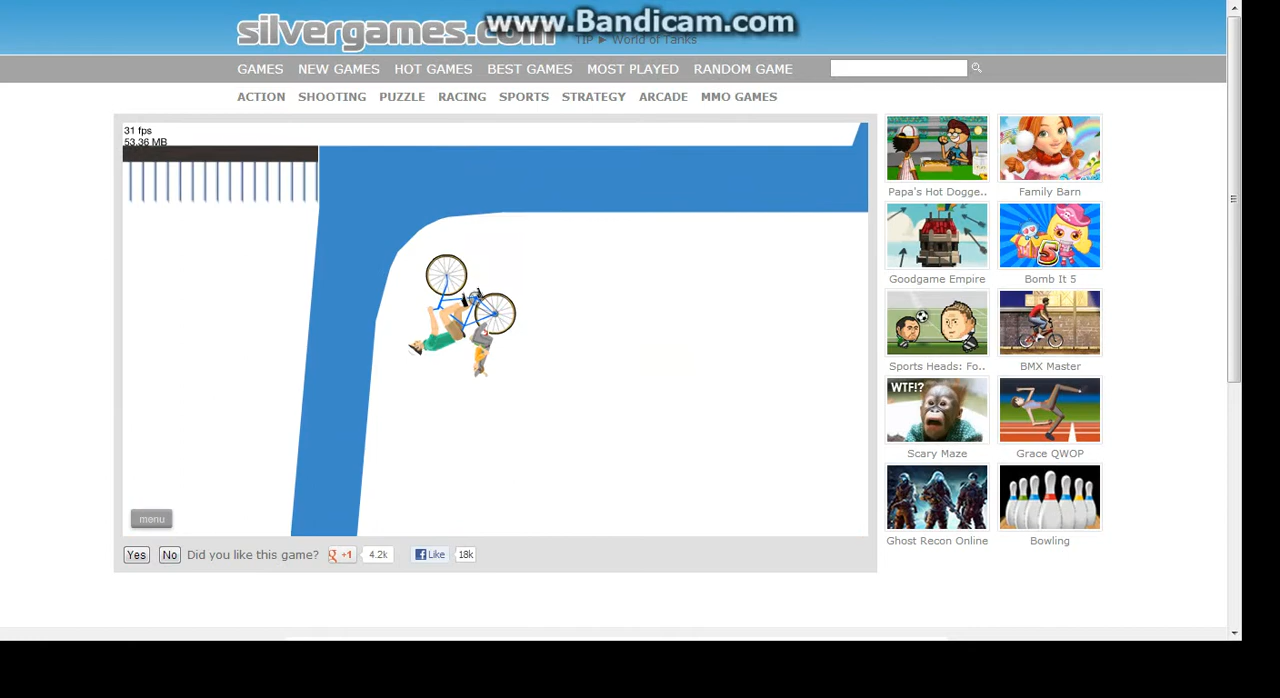 www.Bandicam.com
silvergames.com
TIP ► World of Tanks
GAMES NEW GAMES HOT GAMES BEST GAMES MOST PLAYED RANDOM GAME
ACTION SHOOTING PUZZLE RACING SPORTS STRATEGY ARCADE MMO GAMES
31 fps
53.36 MB
Papa's Hot Dogge.. Family Barn
Goodgame Empire Bomb It 5
5
Sports Heads: Fo.. BMX Master
WTF!?
Scary Maze Grace QWOP
Ghost Recon Online Bowling
menu
Yes No Did you like this game? g +1 4.2k f Like 18k